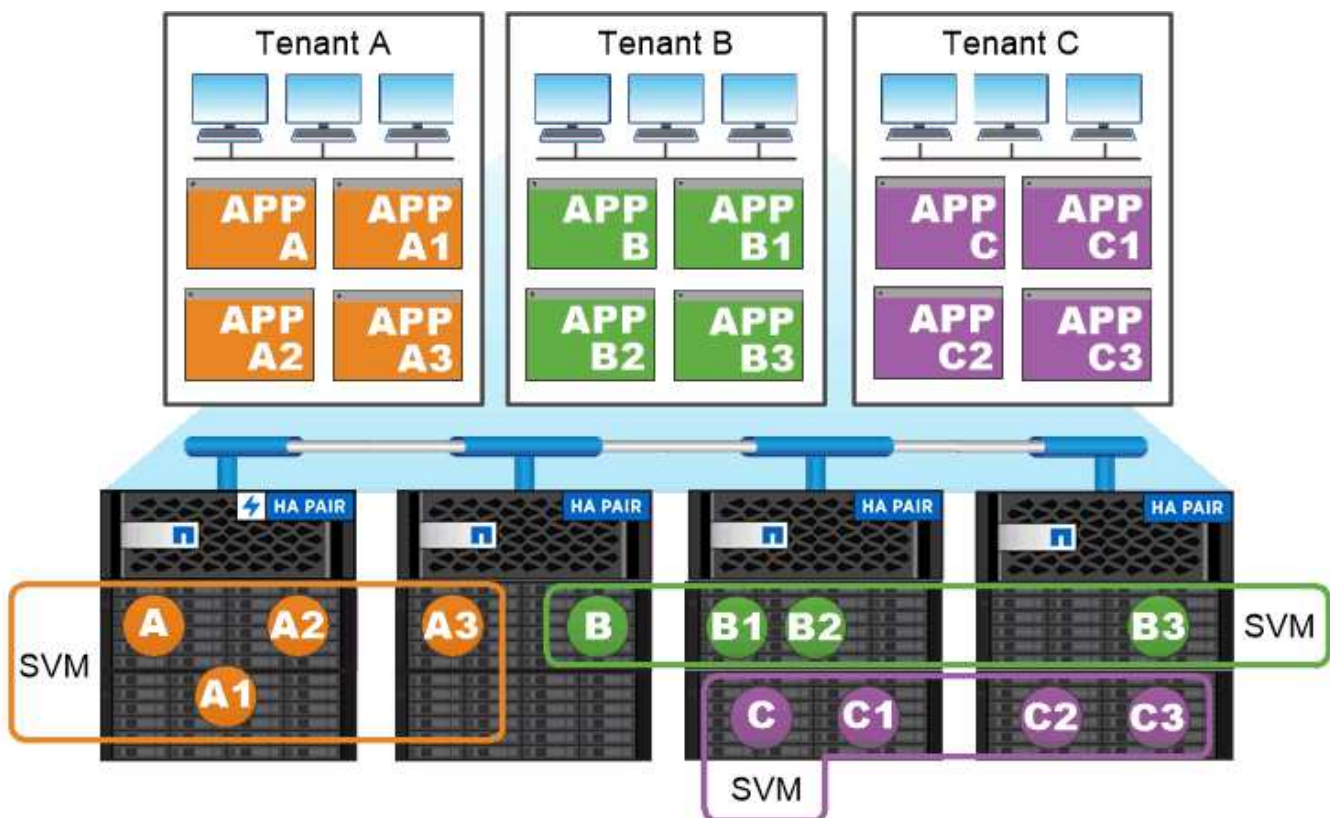 Tenant A
Tenant B
Tenant C
APP
A
APP
A1
APP
B
APP
B1
APP
C
APP
C1
APP
A2
APP
A3
APP
B2
APP
B3
APP
C2
APP
C3
HA PAIR
HA PAIR
HA PAIR
HA PAIR
SVM
A
A2
A1
A3
B
B1
B2
B3
SVM
C
C1
C2
C3
SVM